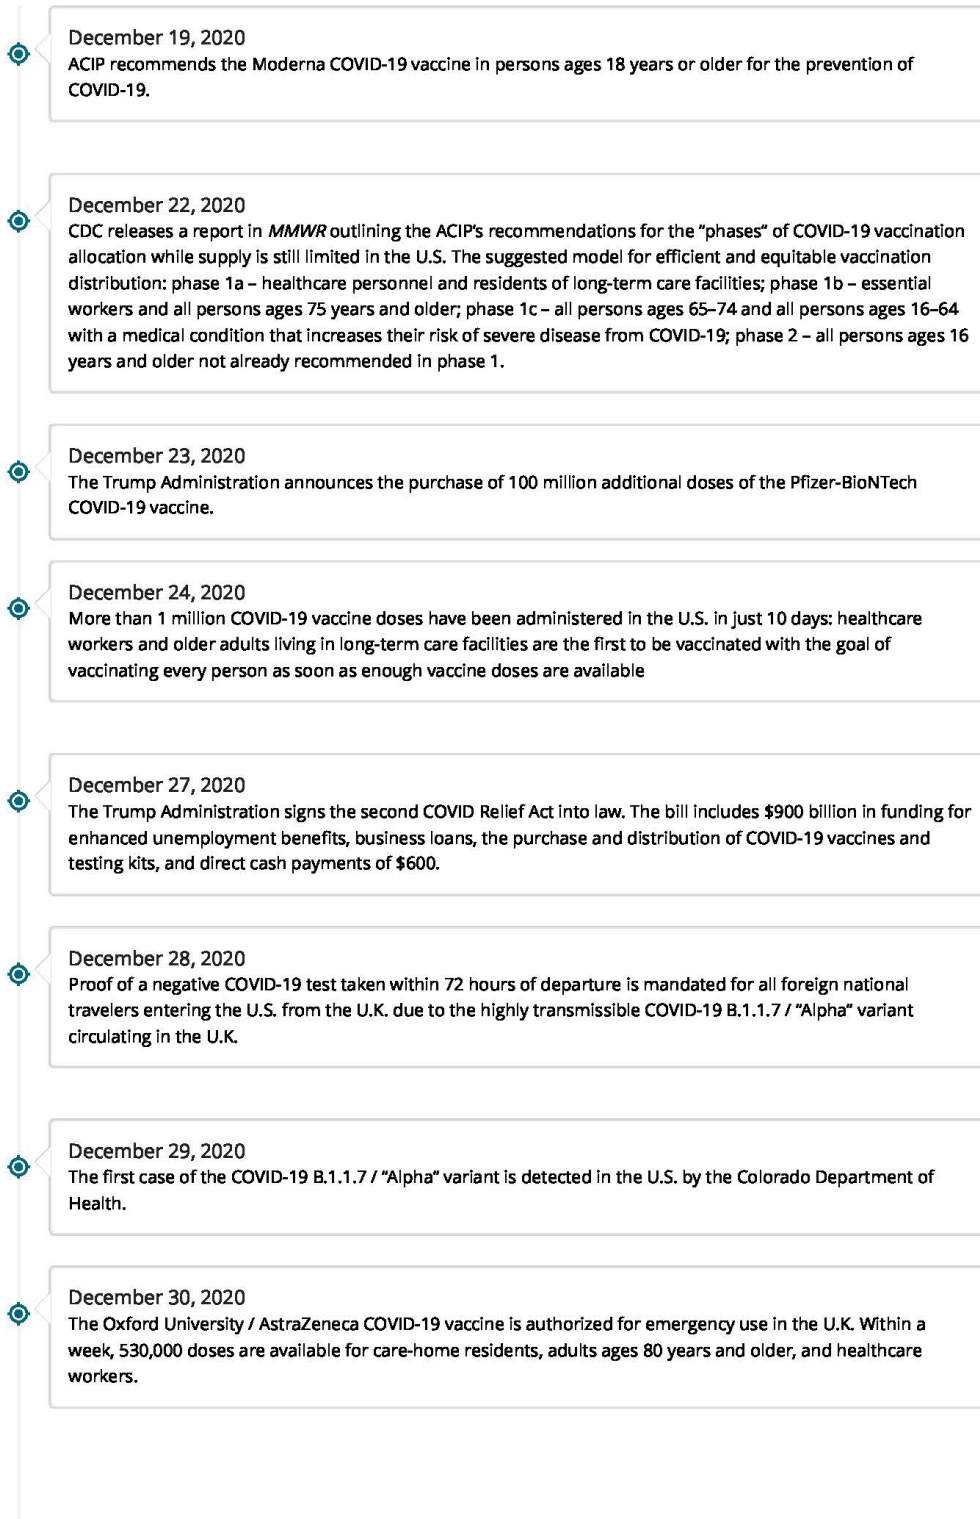 December 19, 2020
ACIP recommends the Moderna COVID-19 vaccine in persons ages 18 years or older for the prevention of
COVID-19.
December 22, 2020
CDC releases a report in MMWR outlining the ACIP's recommendations for the "phases" of COVID-19 vaccination
allocation while supply is still limited in the U.S. The suggested model for efficient and equitable vaccination
distribution: phase 1a – healthcare personnel and residents of long-term care facilities; phase 1b – essential
workers and all persons ages 75 years and older; phase 1c – all persons ages 65–74 and all persons ages 16–64
with a medical condition that increases their risk of severe disease from COVID-19; phase 2 – all persons ages 16
years and older not already recommended in phase 1.
December 23, 2020
The Trump Administration announces the purchase of 100 million additional doses of the Pfizer-BioNTech
COVID-19 vaccine.
December 24, 2020
More than 1 million COVID-19 vaccine doses have been administered in the U.S. in just 10 days: healthcare
workers and older adults living in long-term care facilities are the first to be vaccinated with the goal of
vaccinating every person as soon as enough vaccine doses are available
December 27, 2020
The Trump Administration signs the second COVID Relief Act into law. The bill includes $900 billion in funding for
enhanced unemployment benefits, business loans, the purchase and distribution of COVID-19 vaccines and
testing kits, and direct cash payments of $600.
December 28, 2020
Proof of a negative COVID-19 test taken within 72 hours of departure is mandated for all foreign national
travelers entering the U.S. from the U.K. due to the highly transmissible COVID-19 B.1.1.7 / "Alpha" variant
circulating in the U.K.
December 29, 2020
The first case of the COVID-19 B.1.1.7 / "Alpha" variant is detected in the U.S. by the Colorado Department of
Health.
December 30, 2020
The Oxford University / AstraZeneca COVID-19 vaccine is authorized for emergency use in the U.K. Within a
week, 530,000 doses are available for care-home residents, adults ages 80 years and older, and healthcare
workers.